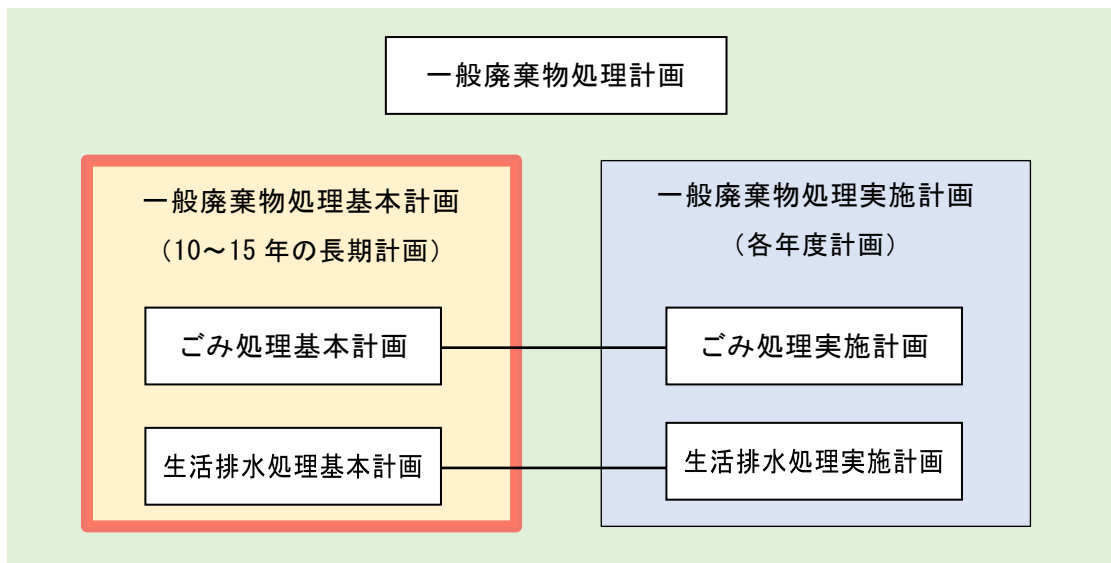 一般廃棄物処理計画
一般廃棄物処理基本計画
（10～15 年の長期計画）
ごみ処理基本計画
生活排水処理基本計画
一般廃棄物処理実施計画
（各年度計画）
ごみ処理実施計画
生活排水処理実施計画